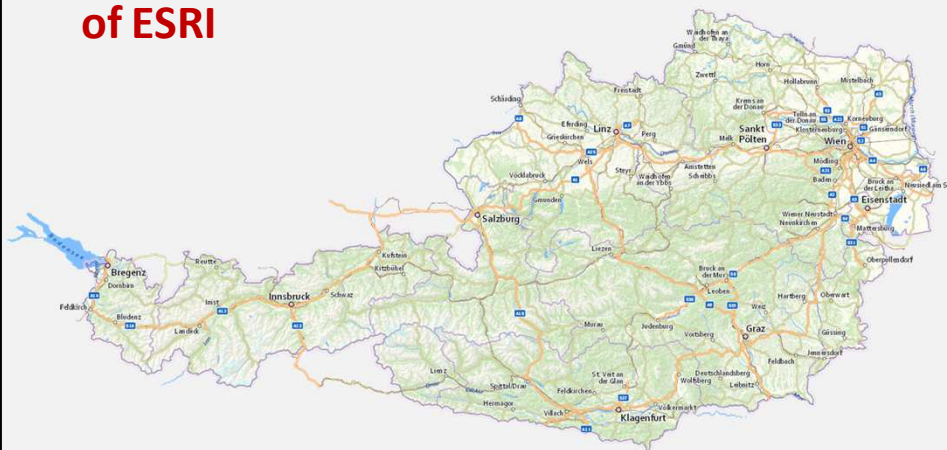 of ESRI
Waidhofen an
der Thaya
Gmünd
Horn
Zwettl
Hollabrunn
Mistelbach
Schärding
Freistadt
Krems an
der Donau
Tulln an
der Donau
Korneuburg
Klosterneuburg
Gänserndorf
Eferding
Linz
Grieskirchen
Perg
Melk
Sankt
Pölten
Wien
Wels
Steyr
Amstetten
Mödling
Vöcklabruck
Waidhofen
an der Ybbs
Scheibbs
Baden
Bruck an
der Leitha
Neusiedl am S
Gmunden
Eisenstadt
Salzburg
Wiener Neustadt
Neunkirchen
Mattersburg
Bodensee
Liezen
Kufstein
Oberpullendorf
Bregenz
Reutte
Kitzbühel
Bruck an
der Mur
Dornbirn
Innsbruck
Schwaz
Leoben
Hartberg
Oberwart
Feldkirch
Imst
Weiz
Bludenz
Landeck
Murau
Judenburg
Voitsberg
Graz
Güssing
Feldbach
Jennersdorf
Lienz
St. Veit an
der Glan
Deutschlandsberg
Wolfsberg
Leibnitz
Spittal/Drau
Feldkirchen
Hermagor
Völkermarkt
Villach
Klagenfurt